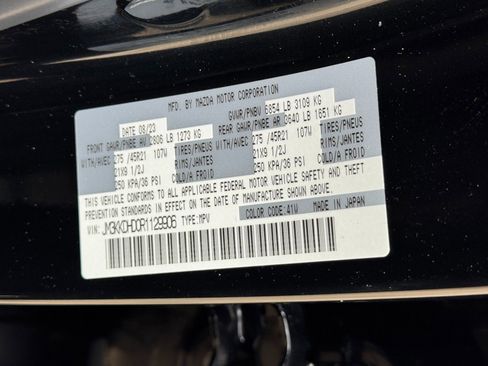 MFD. BY MAZDA MOTOR CORPORATION
DATE 08/23 GVWR/PNBV 6854 LB 3109 KG
FRONT GAWR/PNBE AV 2806 LB 1273 KG REAR GAWR/PNBE AR 3640 LB 1651 KG
WITH/AVEC 275 /45R21 107W TIRES/PNEUS WITH/AVEC 275 /45R21 107W TIRES/PNEUS
21X9 1/2J RIMS/JANTES 21X9 1/2J RIMS/JANTES
250 KPA/36 PSI COLD/A FROID 250 KPA/36 PSI COLD/A FROID
THIS VEHICLE CONFORMS TO ALL APPLICABLE FEDERAL MOTOR VEHICLE SAFETY/BUMPER AND THEFT
PREVENTION STANDARDS IN EFFECT ON THE DATE OF MANUFACTURE SHOWN ABOVE.
VIN: TYPE: MPV COLOR CODE: 41W MADE IN JAPAN